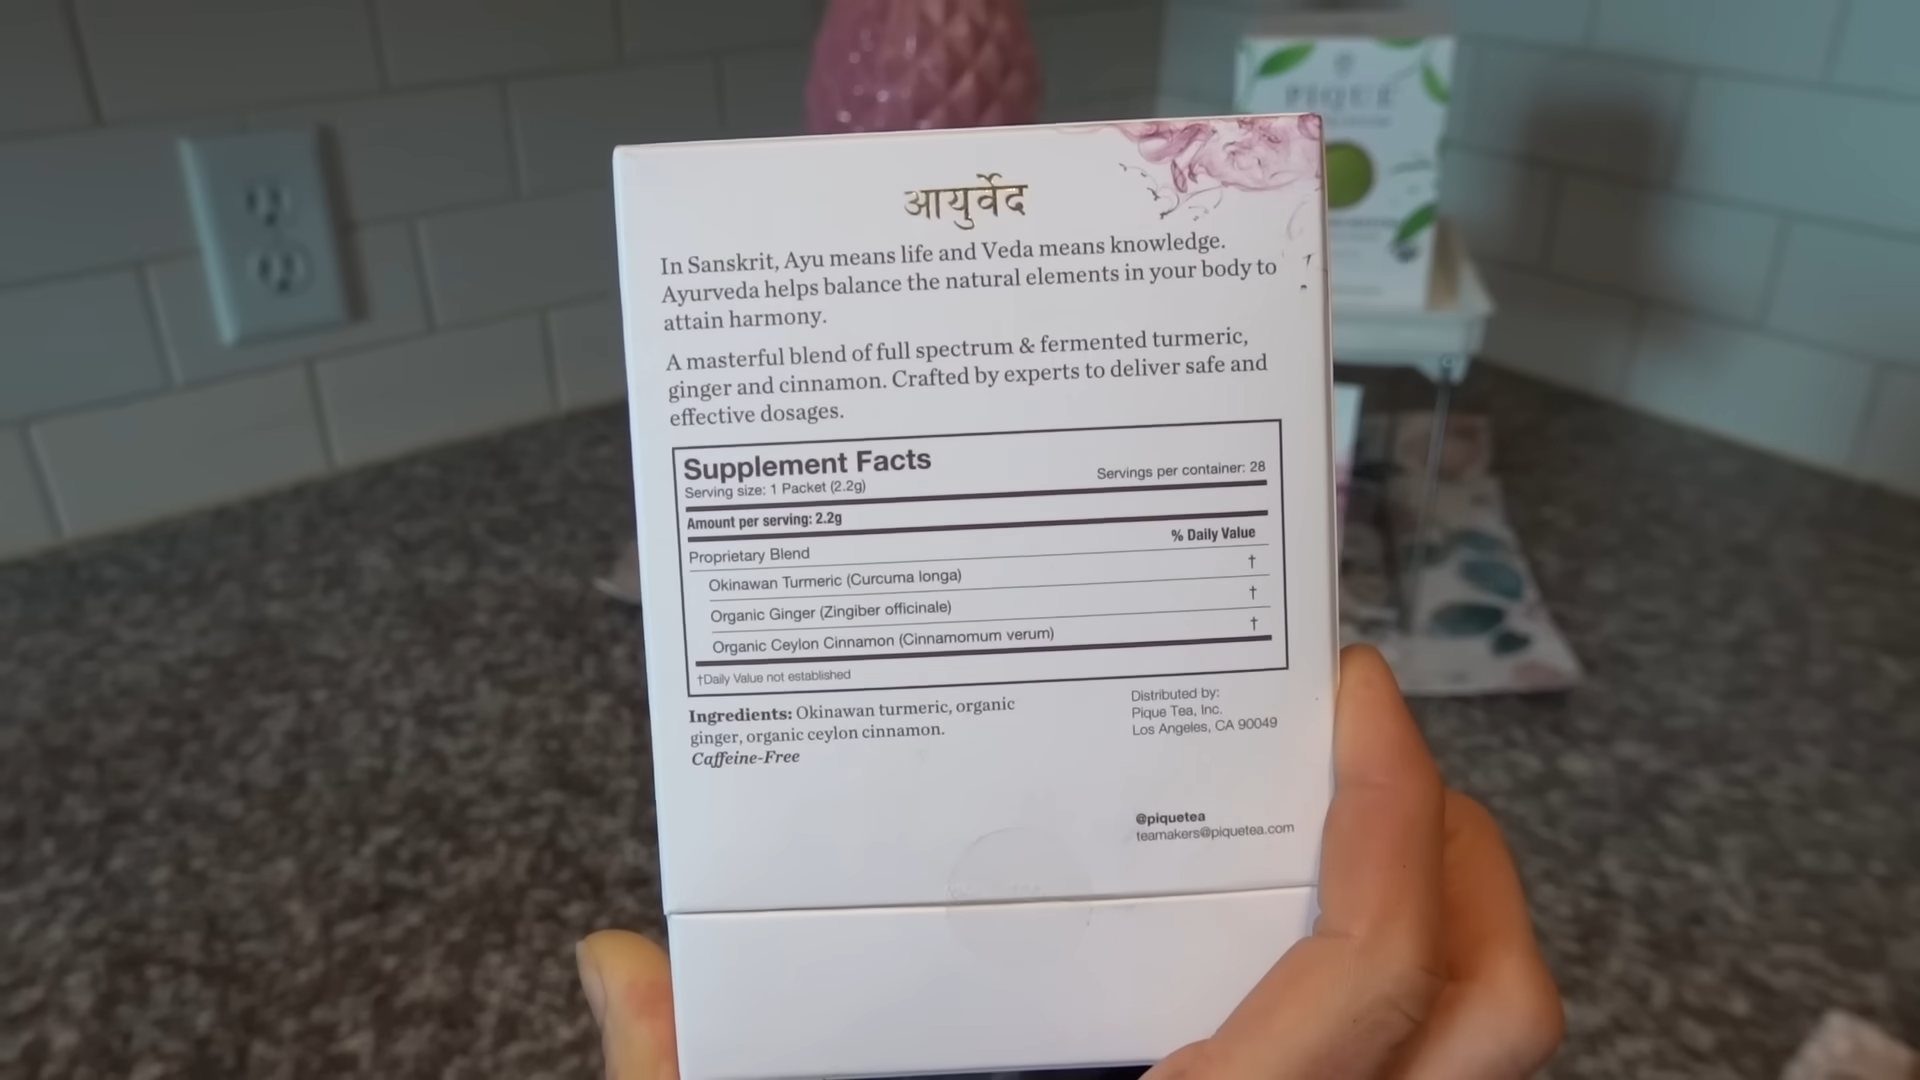 PIQUE
आयुर्वेद
In Sanskrit, Ayu means life and Veda means knowledge.
Ayurveda helps balance the natural elements in your body to
attain harmony.
A masterful blend of full spectrum & fermented turmeric,
ginger and cinnamon. Crafted by experts to deliver safe and
effective dosages.
Supplement Facts
Serving size: 1 Packet (2.2g)
Servings per container: 28
Amount per serving: 2.2g
% Daily Value
Proprietary Blend
Okinawan Turmeric (Curcuma longa) †
Organic Ginger (Zingiber officinale) †
Organic Ceylon Cinnamon (Cinnamomum verum) †
†Daily Value not established
Ingredients: Okinawan turmeric, organic
ginger, organic ceylon cinnamon.
Caffeine-Free
Distributed by:
Pique Tea, Inc.
Los Angeles, CA 90049
@piquetea
teamakers@piquetea.com